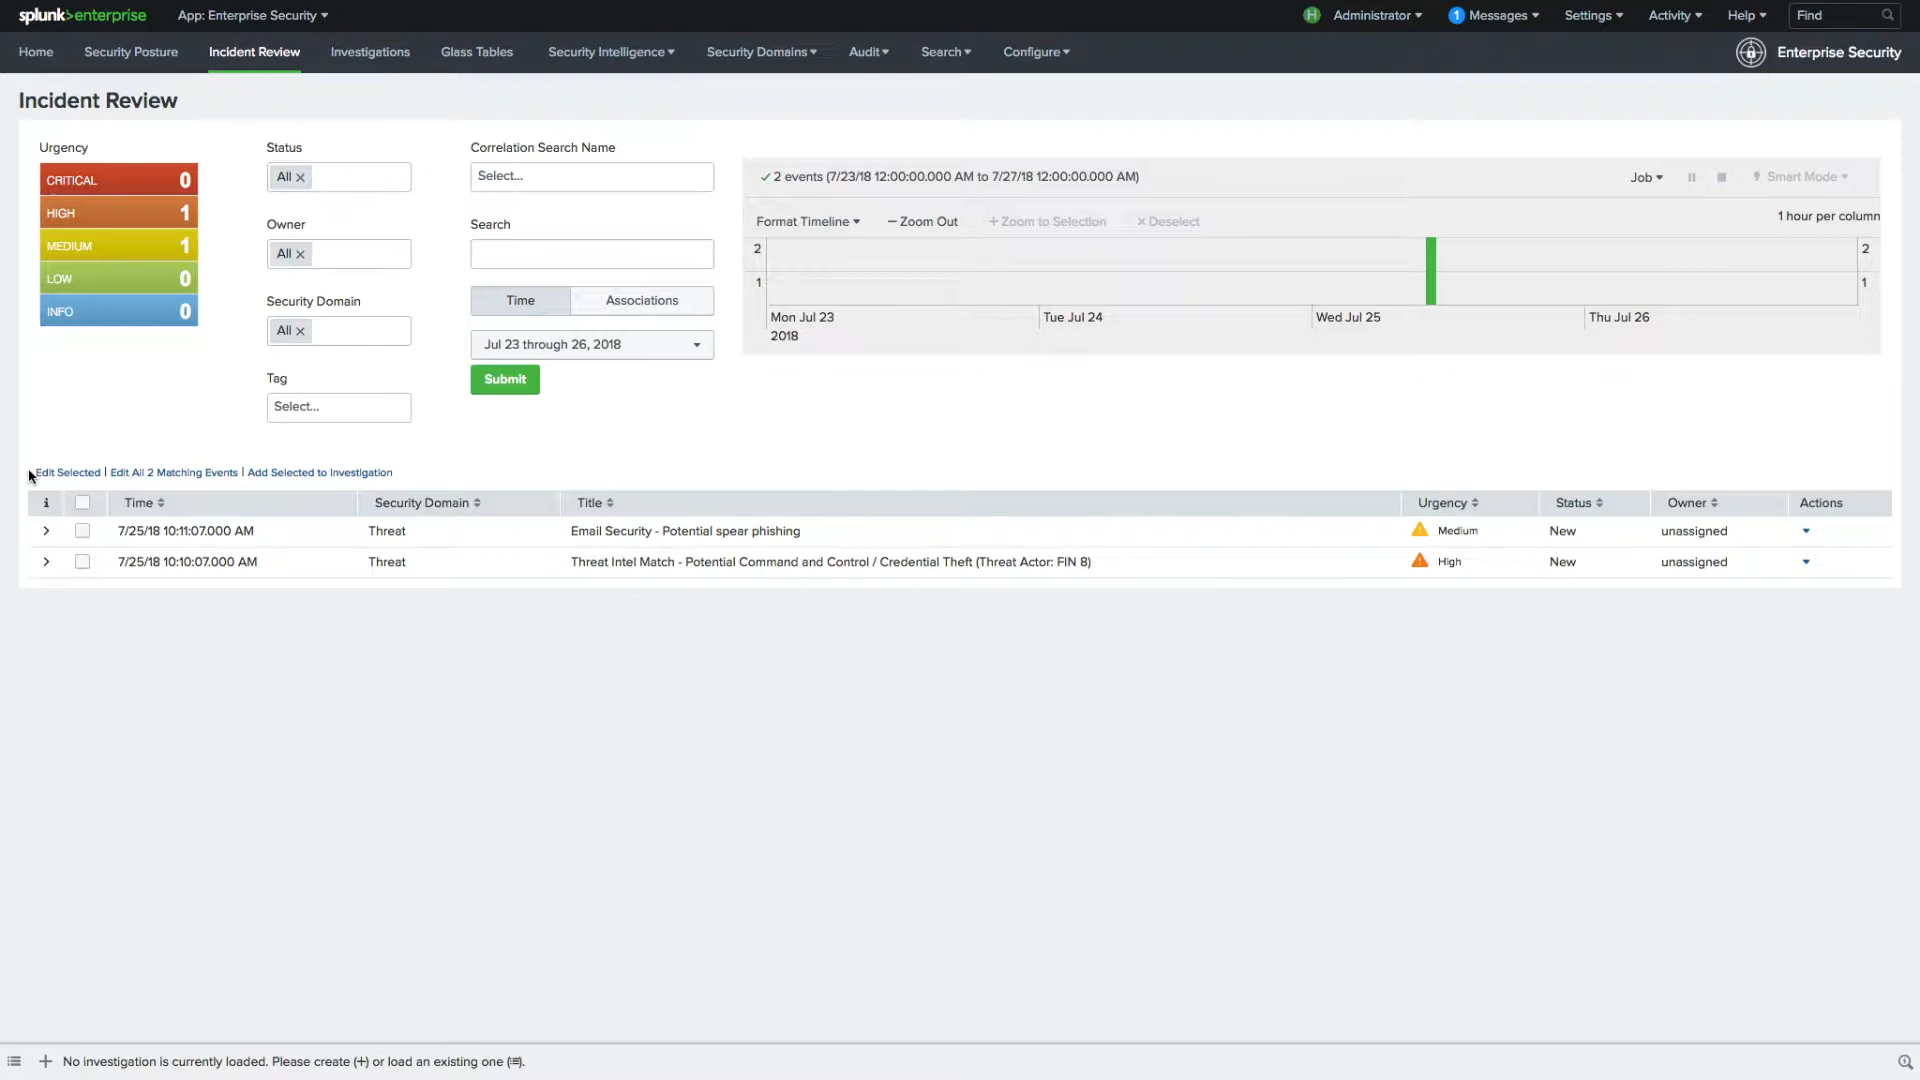 splunk>enterprise App: Enterprise Security Administrator 1 Messages Settings Activity Help Find
Home Security Posture Incident Review Investigations Glass Tables Security Intelligence Security Domains Audit Search Configure Enterprise Security
Incident Review
Urgency
CRITICAL 0
HIGH 1
MEDIUM 1
LOW 0
INFO 0
Status
All ×
Owner
All ×
Security Domain
All ×
Tag
Select...
Correlation Search Name
Select...
Search
Time Associations
Jul 23 through 26, 2018
Submit
✓ 2 events (7/23/18 12:00:00.000 AM to 7/27/18 12:00:00.000 AM) Job Smart Mode
Format Timeline − Zoom Out + Zoom to Selection × Deselect 1 hour per column
2 2
1 1
Mon Jul 23 Tue Jul 24 Wed Jul 25 Thu Jul 26
2018
Edit Selected | Edit All 2 Matching Events | Add Selected to Investigation
i Time Security Domain Title Urgency Status Owner Actions
> 7/25/18 10:11:07.000 AM Threat Email Security - Potential spear phishing Medium New unassigned
> 7/25/18 10:10:07.000 AM Threat Threat Intel Match - Potential Command and Control / Credential Theft (Threat Actor: FIN 8) High New unassigned
No investigation is currently loaded. Please create (+) or load an existing one (≡).